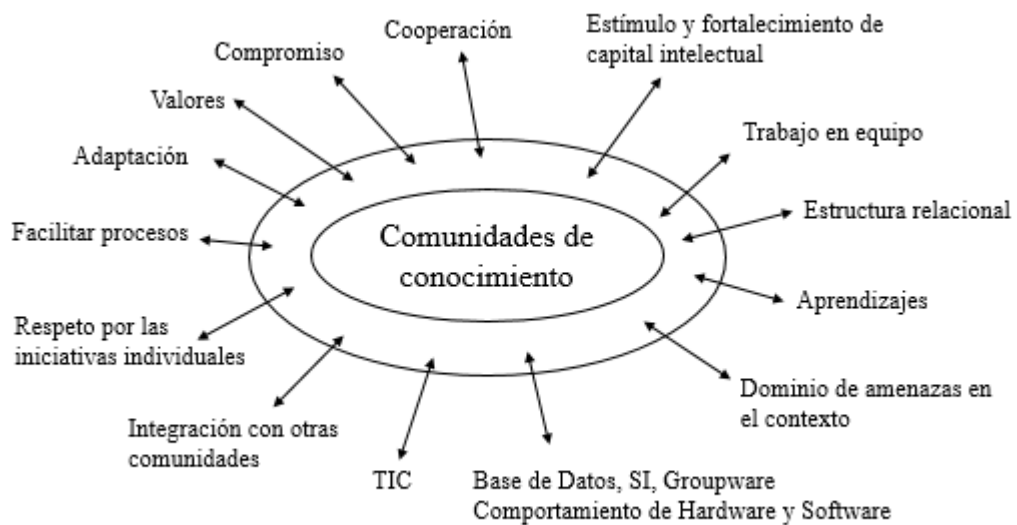 Cooperación
Estímulo y fortalecimiento de
capital intelectual
Compromiso
Valores
Trabajo en equipo
Adaptación
Estructura relacional
Facilitar procesos
Comunidades de
conocimiento
Aprendizajes
Respeto por las
iniciativas individuales
Dominio de amenazas en
el contexto
Integración con otras
comunidades
TIC
Base de Datos, SI, Groupware
Comportamiento de Hardware y Software